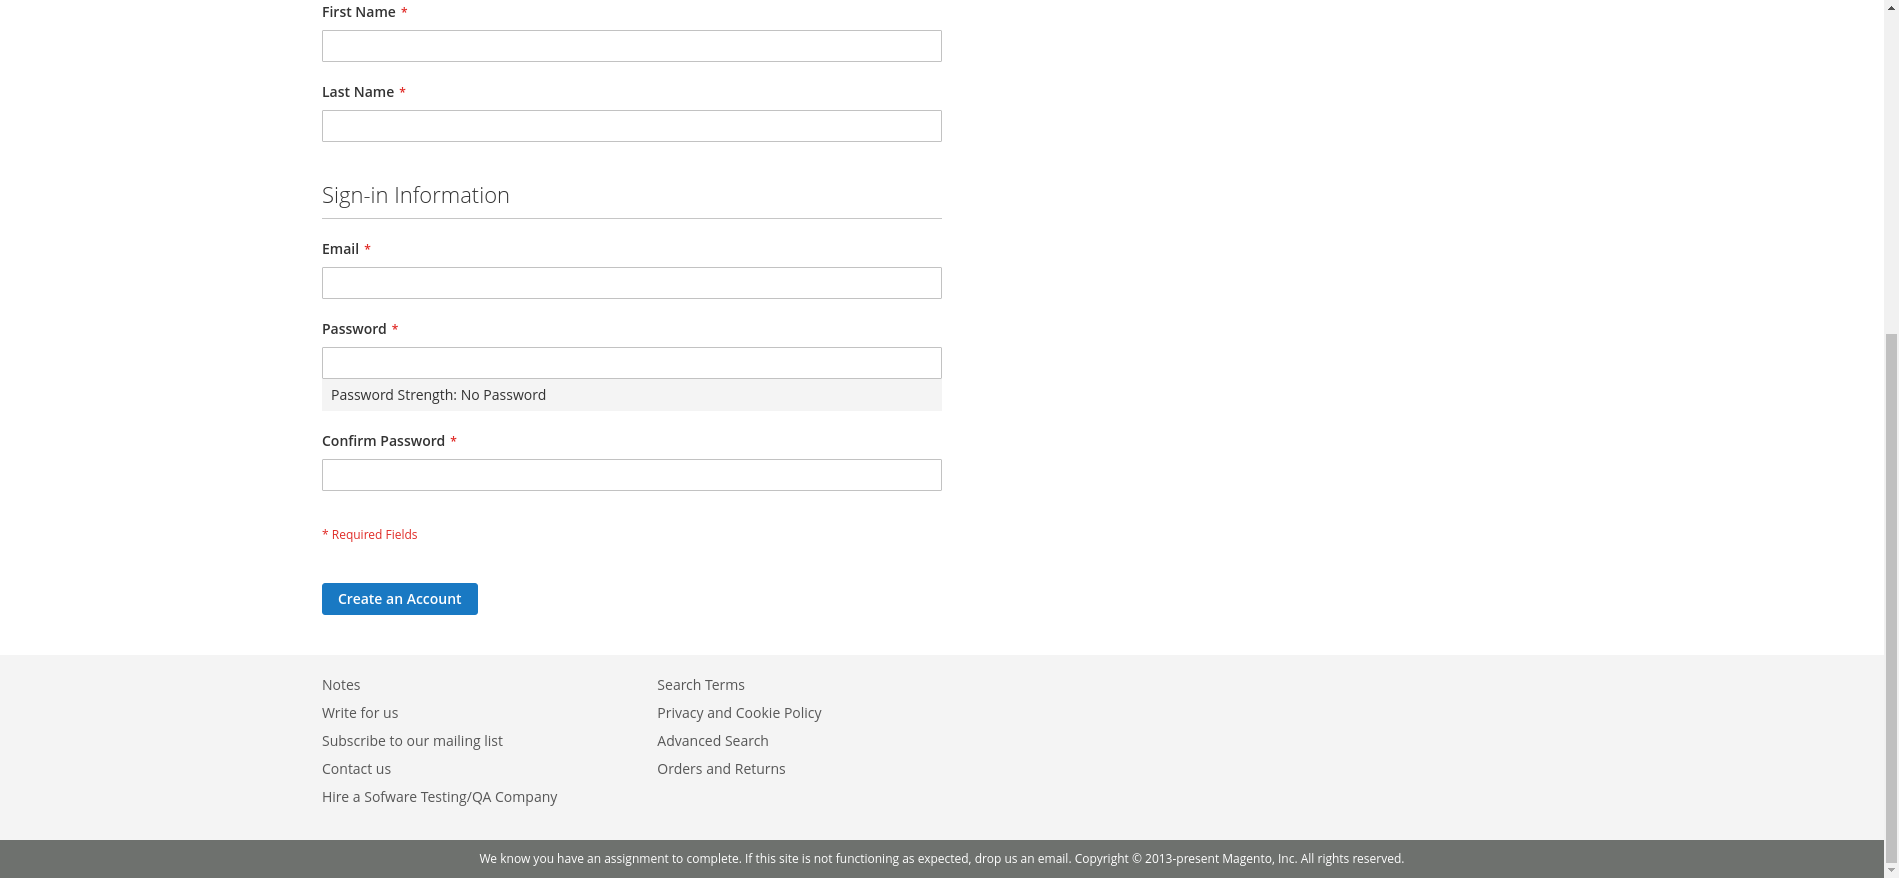 First Name *
Last Name *
Sign-in Information
Email *
Password *
Password Strength: No Password
Confirm Password *
* Required Fields
Create an Account
Notes
Write for us
Subscribe to our mailing list
Contact us
Hire a Sofware Testing/QA Company
Search Terms
Privacy and Cookie Policy
Advanced Search
Orders and Returns
We know you have an assignment to complete. If this site is not functioning as expected, drop us an email. Copyright © 2013-present Magento, Inc. All rights reserved.